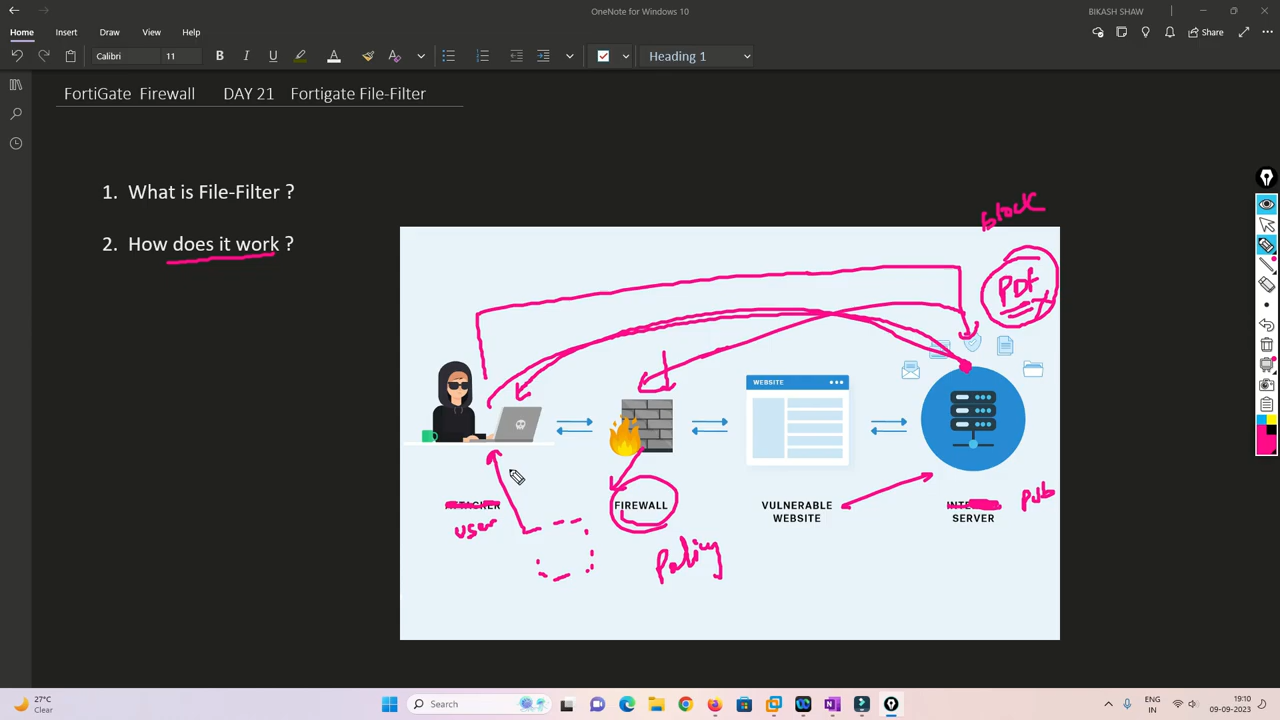 OneNote for Windows 10
BIKASH SHAW
Home Insert Draw View Help
Share
Calibri 11 B I U A Heading 1
FortiGate Firewall DAY 21 Fortigate File-Filter
1. What is File-Filter ?
2. How does it work ?
block
PDF
WEBSITE
FIREWALL
VULNERABLE
WEBSITE
SERVER
Pub
user
Policy
27°C
Clear
Search
ENG
IN
19:10
09-09-2023